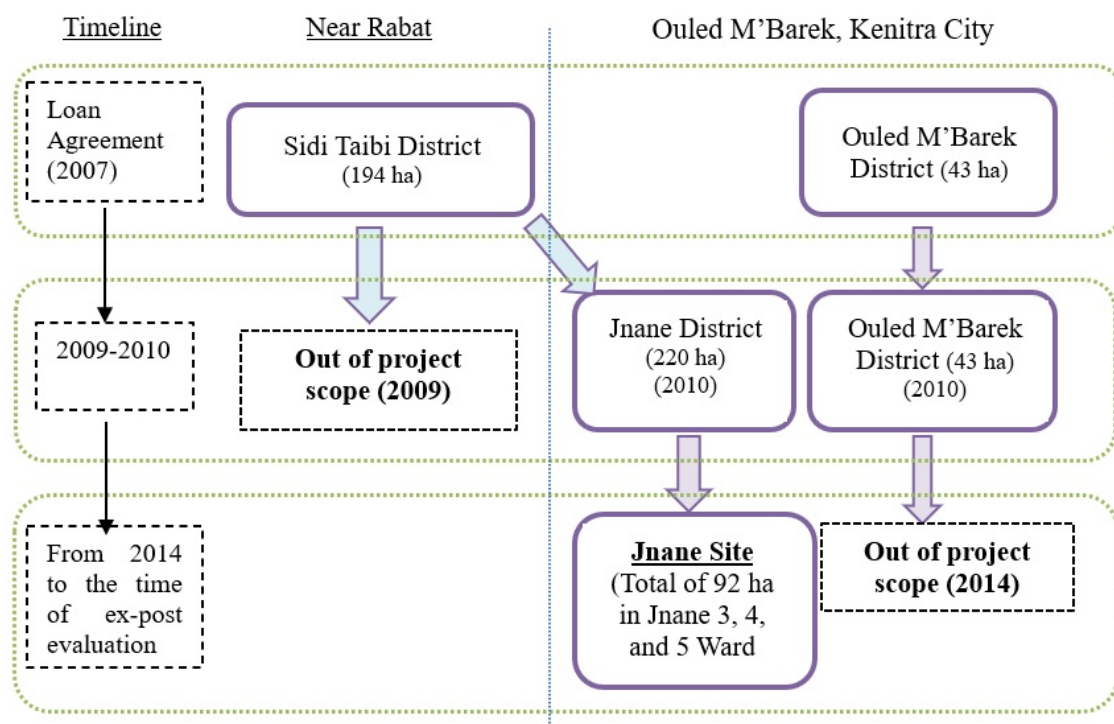 Timeline
Near Rabat
Ouled M’Barek, Kenitra City
Loan
Agreement
(2007)
Sidi Taibi District
(194 ha)
Ouled M’Barek
District (43 ha)
2009-2010
Out of project
scope (2009)
Jnane District
(220 ha)
(2010)
Ouled M’Barek
District (43 ha)
(2010)
From 2014
to the time
of ex-post
evaluation
Jnane Site
(Total of 92 ha
in Jnane 3, 4,
and 5 Ward
Out of project
scope (2014)